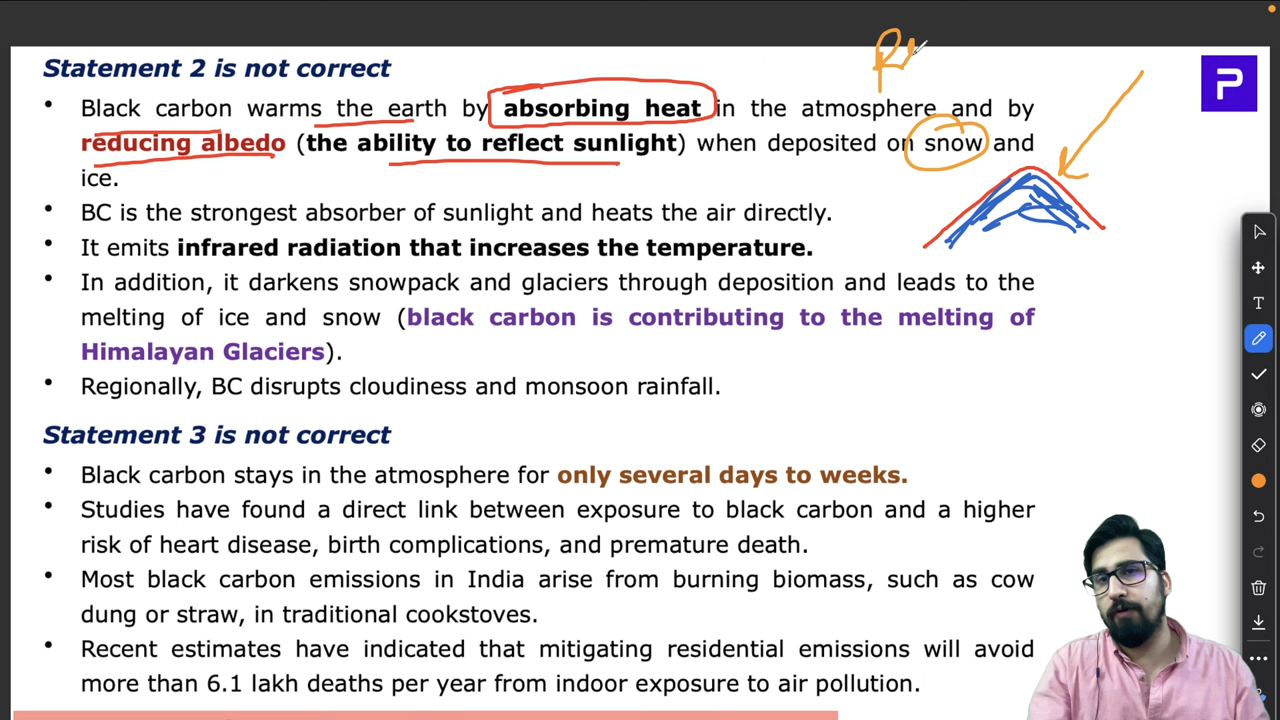 Statement 2 is not correct
P
• Black carbon warms the earth by absorbing heat in the atmosphere and by
reducing albedo (the ability to reflect sunlight) when deposited on snow and
ice.
• BC is the strongest absorber of sunlight and heats the air directly.
• It emits infrared radiation that increases the temperature.
• In addition, it darkens snowpack and glaciers through deposition and leads to the
melting of ice and snow (black carbon is contributing to the melting of
Himalayan Glaciers).
• Regionally, BC disrupts cloudiness and monsoon rainfall.
Statement 3 is not correct
• Black carbon stays in the atmosphere for only several days to weeks.
• Studies have found a direct link between exposure to black carbon and a higher
risk of heart disease, birth complications, and premature death.
• Most black carbon emissions in India arise from burning biomass, such as cow
dung or straw, in traditional cookstoves.
• Recent estimates have indicated that mitigating residential emissions will avoid
more than 6.1 lakh deaths per year from indoor exposure to air pollution.